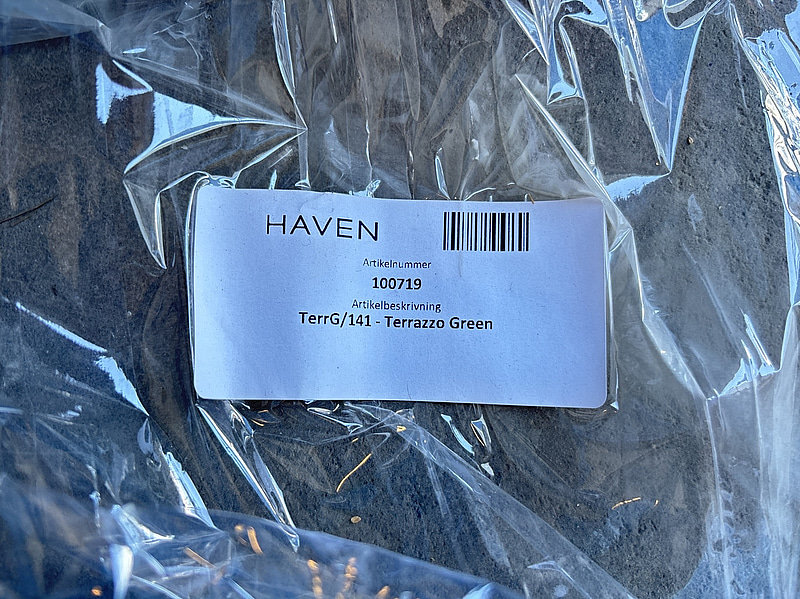 HAVEN
Artikelnummer
100719
Artikelbeskrivning
TerrG/141 - Terrazzo Green